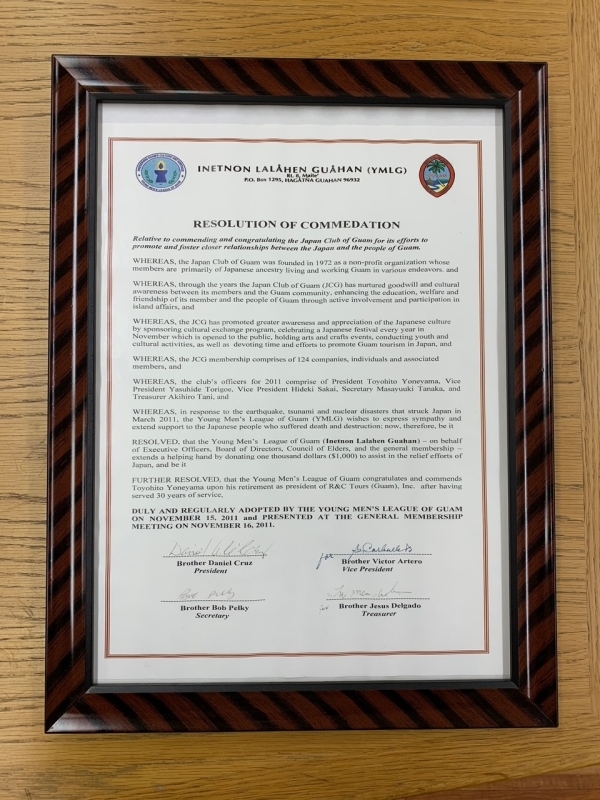 INETNON LALÅHEN GUÅHAN (YMLG)
Rt. 8, Maite'
P.O. Box 1295, HAGÅTÑA GUAHAN 96932
RESOLUTION OF COMMEDATION
Relative to commending and congratulating the Japan Club of Guam for its efforts to
promote and foster closer relationships between the Japan and the people of Guam.
WHEREAS, the Japan Club of Guam was founded in 1972 as a non-profit organization whose
members are primarily of Japanese ancestry living and working Guam in various endeavors. and
WHEREAS, through the years the Japan Club of Guam (JCG) has nurtured goodwill and cultural
awareness between its members and the Guam community, enhancing the education, welfare and
friendship of its member and the people of Guam through active involvement and participation in
island affairs, and
WHEREAS, the JCG has promoted greater awareness and appreciation of the Japanese culture
by sponsoring cultural exchange program, celebrating a Japanese festival every year in
November which is opened to the public, holding arts and crafts events, conducting youth and
cultural activities, as well as devoting time and efforts to promote Guam tourism in Japan, and
WHEREAS, the JCG membership comprises of 124 companies, individuals and associated
members, and
WHEREAS, the club's officers for 2011 comprise of President Toyohito Yoneyama, Vice
President Yasuhide Torigoe, Vice President Hideki Sakai, Secretary Masayuuki Tanaka, and
Treasurer Akihiro Tani, and
WHEREAS, in response to the earthquake, tsunami and nuclear disasters that struck Japan in
March 2011, the Young Men's League of Guam (YMLG) wishes to express sympathy and
extend support to the Japanese people who suffered death and destruction; now, therefore, be it
RESOLVED, that the Young Men's League of Guam (Inetnon Lalahen Guahan) – on behalf
of Executive Officers, Board of Directors, Council of Elders, and the general membership –
extends a helping hand by donating one thousand dollars ($1,000) to assist in the relief efforts of
Japan, and be it
FURTHER RESOLVED, that the Young Men's League of Guam congratulates and commends
Toyohito Yoneyama upon his retirement as president of R&C Tours (Guam), Inc. after having
served 30 years of service,
DULY AND REGULARLY ADOPTED BY THE YOUNG MEN'S LEAGUE OF GUAM
ON NOVEMBER 15, 2011 and PRESENTED AT THE GENERAL MEMBERSHIP
MEETING ON NOVEMBER 16, 2011.
for
Brother Daniel Cruz
President
Brother Victor Artero
Vice President
Bob Pelky
Brother Bob Pelky
Secretary
Brother Jesus Delgado
Treasurer